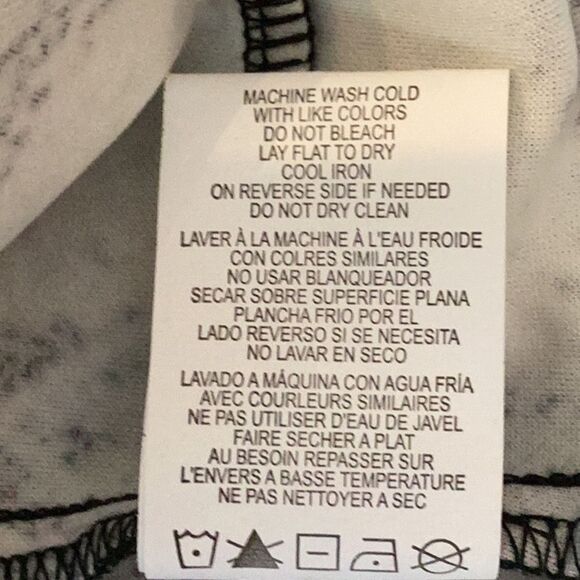 MACHINE WASH COLD
WITH LIKE COLORS
DO NOT BLEACH
LAY FLAT TO DRY
COOL IRON
ON REVERSE SIDE IF NEEDED
DO NOT DRY CLEAN
LAVER À LA MACHINE À L'EAU FROIDE
CON COLRES SIMILARES
NO USAR BLANQUEADOR
SECAR SOBRE SUPERFICIE PLANA
PLANCHA FRIO POR EL
LADO REVERSO SI SE NECESITA
NO LAVAR EN SECO
LAVADO A MÁQUINA CON AGUA FRÍA
AVEC COURLEURS SIMILAIRES
NE PAS UTILISER D'EAU DE JAVEL
FAIRE SECHER A PLAT
AU BESOIN REPASSER SUR
L'ENVERS A BASSE TEMPERATURE
NE PAS NETTOYER A SEC